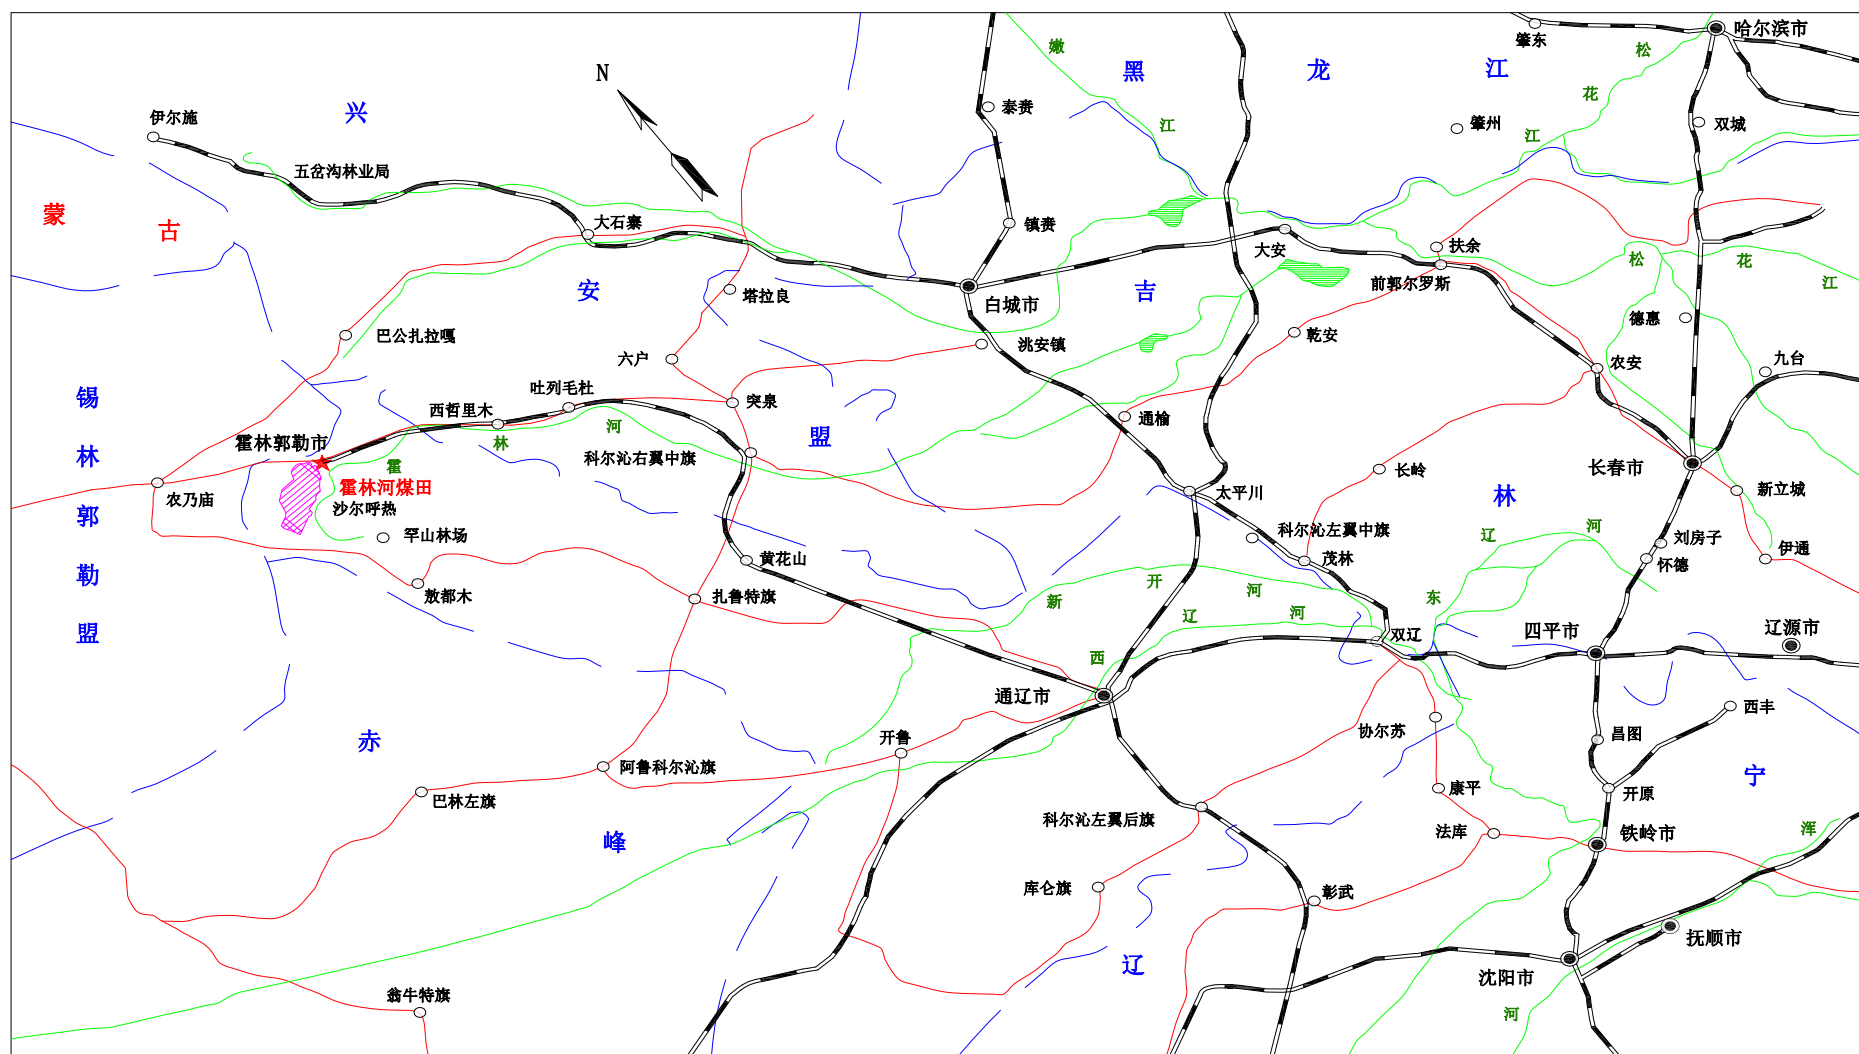 哈尔滨市
肇东
松
嫩
黑
龙
江
N
兴
伊尔施
泰赉
花
江
肇州
双城
江
五岔沟林业局
蒙
古
大石寨
镇赉
大安
扶余
松
花
江
前郭尔罗斯
安
塔拉良
白城市
吉
德惠
巴公扎拉嘎
乾安
洮安镇
六户
农安
九台
吐列毛杜
锡
林
郭
勒
盟
西哲里木
突泉
通榆
霍林郭勒市
林
河
盟
科尔沁右翼中旗
霍
长岭
长春市
霍林河煤田
农乃庙
沙尔呼热
太平川
林
新立城
罕山林场
科尔沁左翼中旗
辽
河
刘房子
黄花山
茂林
怀德
伊通
敖都木
扎鲁特旗
新
开
河
辽
河
东
双辽
四平市
辽源市
西
通辽市
西丰
赤
开鲁
协尔苏
昌图
阿鲁科尔沁旗
宁
巴林左旗
康平
开原
科尔沁左翼后旗
法库
铁岭市
浑
峰
库仑旗
彰武
辽
抚顺市
沈阳市
翁牛特旗
河